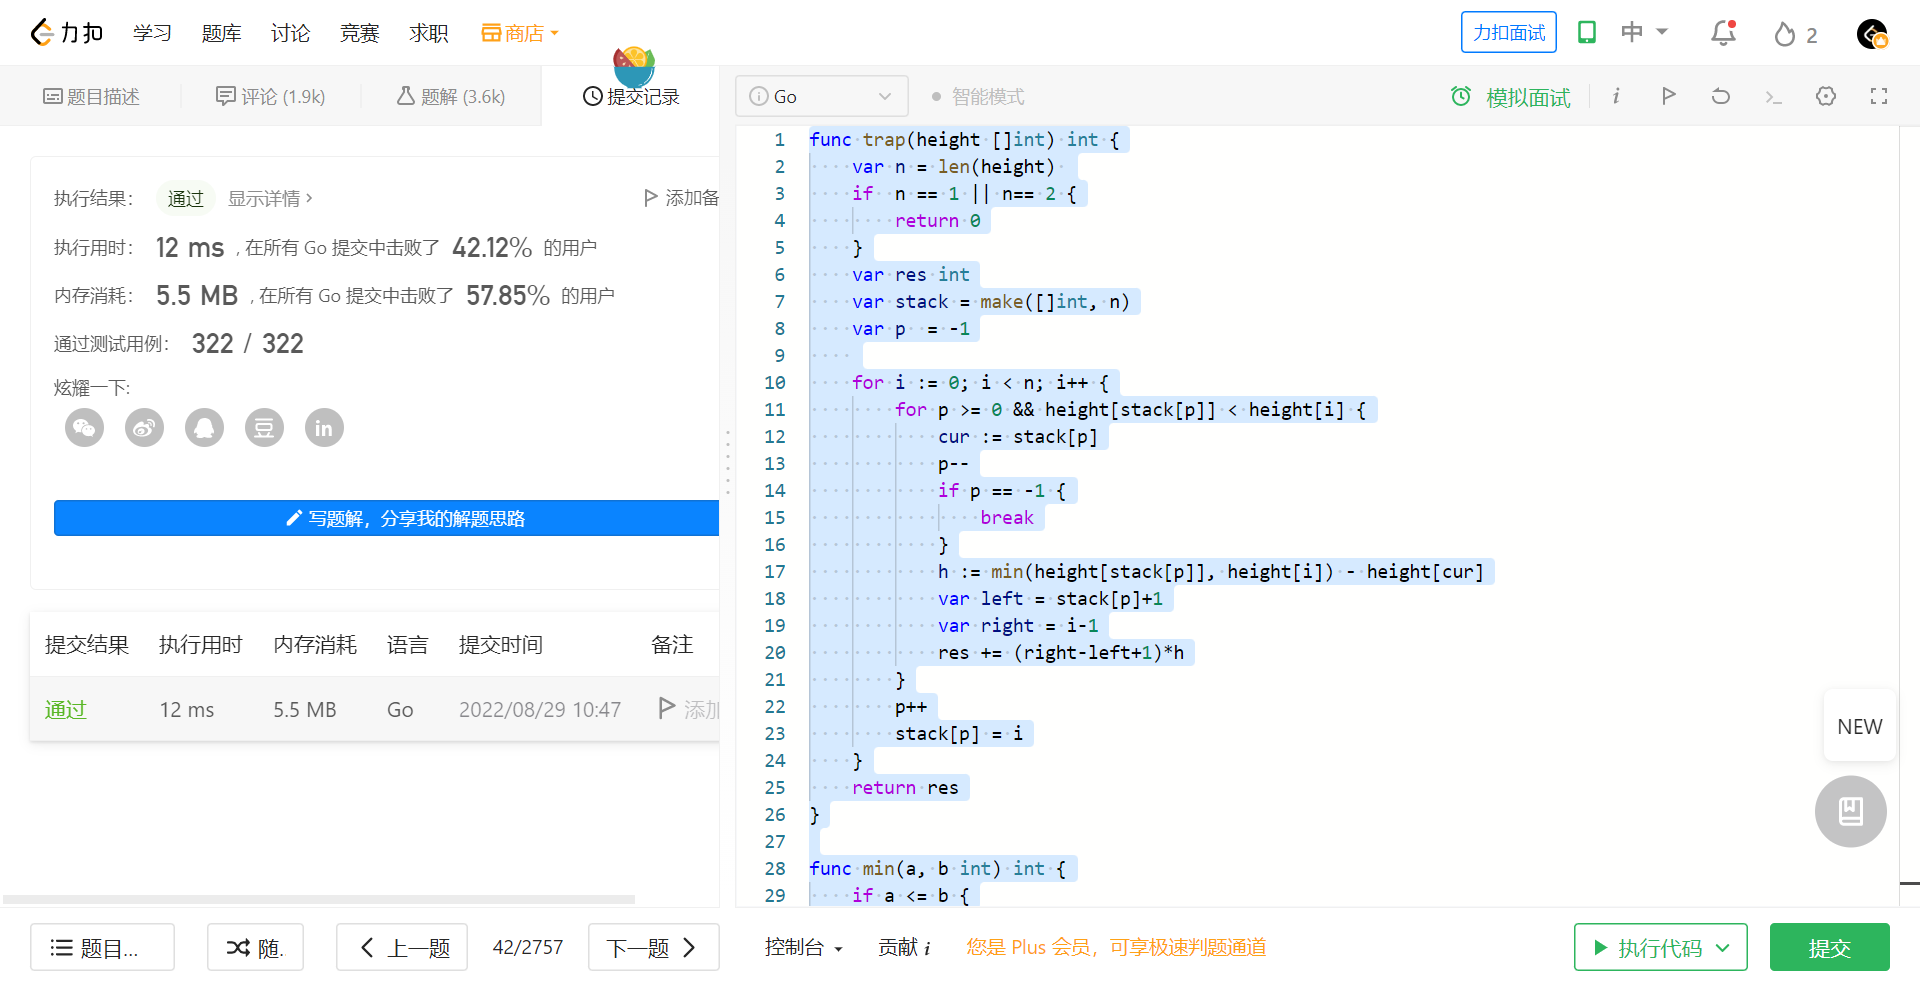 力扣 学习 题库 讨论 竞赛 求职 商店 力扣面试 中 2
题目描述 评论 (1.9k) 题解 (3.6k) 提交记录
执行结果： 通过 显示详情 > 添加备
执行用时： 12 ms , 在所有 Go 提交中击败了 42.12% 的用户
内存消耗： 5.5 MB , 在所有 Go 提交中击败了 57.85% 的用户
通过测试用例： 322 / 322
炫耀一下:
豆 in
写题解，分享我的解题思路
提交结果 执行用时 内存消耗 语言 提交时间 备注
通过 12 ms 5.5 MB Go 2022/08/29 10:47 添加
题目... 随. 上一题 42/2757 下一题
i Go 智能模式 模拟面试 i
1 func trap(height []int) int {
2     var n = len(height)
3     if  n == 1 || n== 2 {
4         return 0
5     }
6     var res int
7     var stack = make([]int, n)
8     var p  = -1
9
10     for i := 0; i < n; i++ {
11         for p >= 0 && height[stack[p]] < height[i] {
12             cur := stack[p]
13             p--
14             if p == -1 {
15                 break
16             }
17             h := min(height[stack[p]], height[i]) - height[cur]
18             var left = stack[p]+1
19             var right = i-1
20             res += (right-left+1)*h
21         }
22         p++
23         stack[p] = i
24     }
25     return res
26 }
27
28 func min(a, b int) int {
29     if a <= b {
NEW
控制台 贡献 i 您是 Plus 会员，可享极速判题通道 执行代码 提交